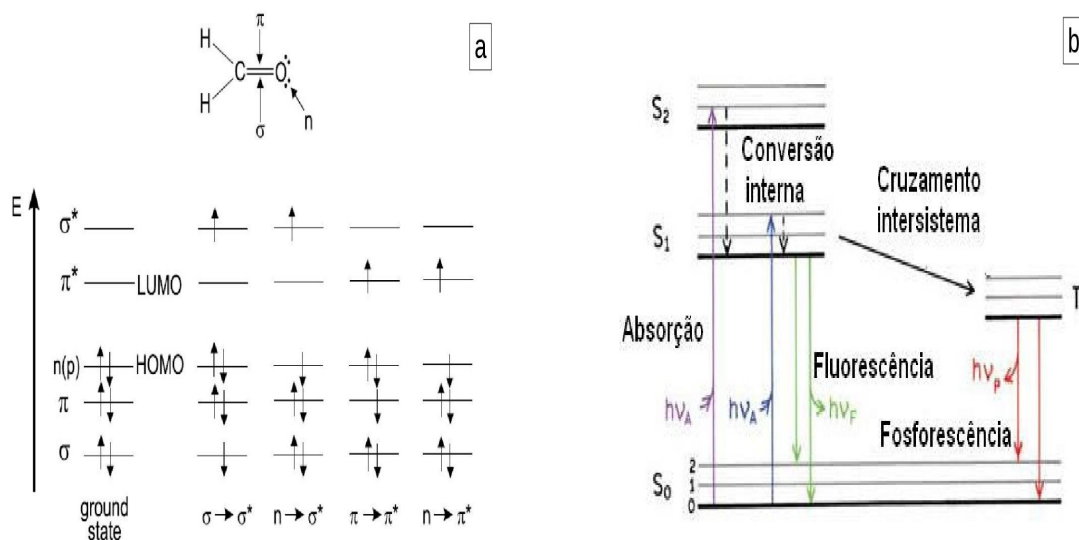 π
a
H
C
O
H
σ
n
E
σ*
π*
LUMO
n(p)
HOMO
π
σ
ground
state
σ → σ*
n → σ*
π → π*
n → π*
b
S2
Conversão
interna
Cruzamento
intersistema
S1
T
Absorção
Fluorescência
hνA
hνA
hνF
hνP
Fosforescência
S0
2
1
0